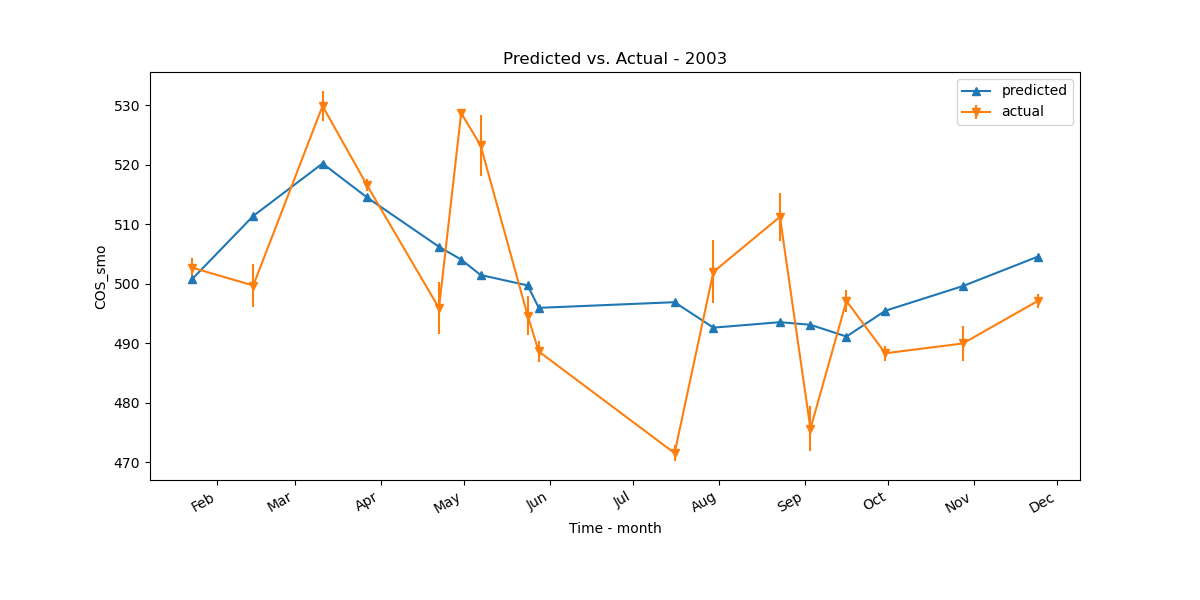 Predicted vs. Actual - 2003
predicted
actual
530
520
510
500
490
480
470
COS_smo
Feb
Mar
Apr
May
Jun
Jul
Aug
Sep
Oct
Nov
Dec
Time - month